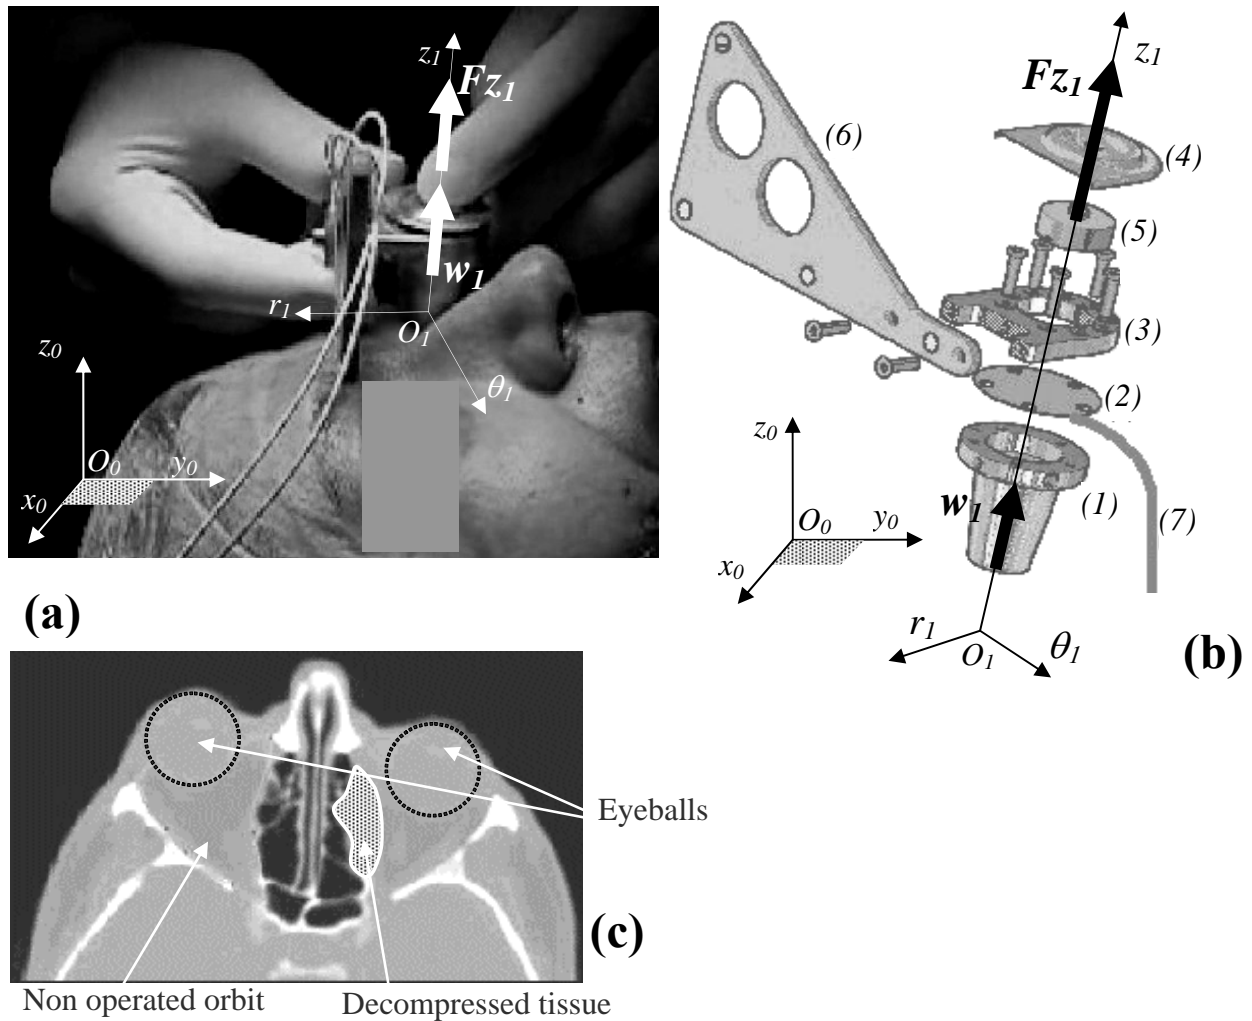 z1
Fz1
w1
r1
O1
θ1
z0
O0
y0
x0
(a)
z1
Fz1
(6)
(4)
(5)
(3)
(2)
z0
w1
(1)
(7)
O0
y0
x0
r1
O1
θ1
(b)
Eyeballs
(c)
Non operated orbit
Decompressed tissue